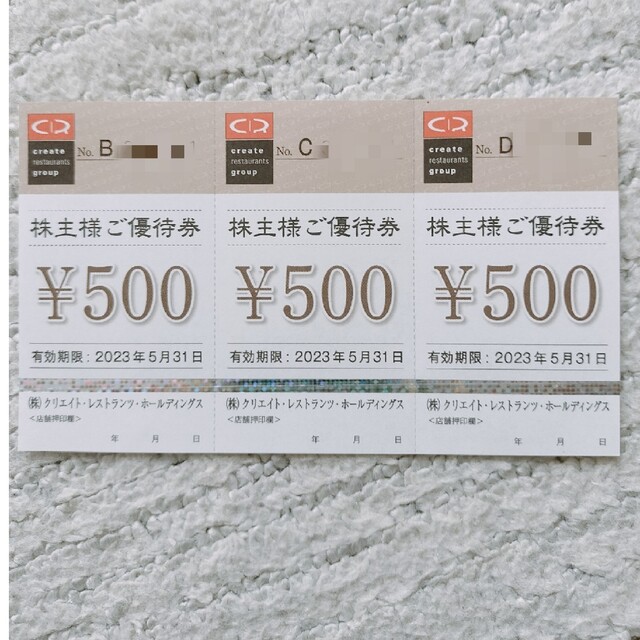 create
restaurants
group
No. B
株主様ご優待券
¥500
有効期限：2023年5月31日
(株)クリエイト・レストランツ・ホールディングス
<店舗押印欄>
年 月 日
create
restaurants
group
No. C
株主様ご優待券
¥500
有効期限：2023年5月31日
(株)クリエイト・レストランツ・ホールディングス
<店舗押印欄>
年 月 日
create
restaurants
group
No. D
株主様ご優待券
¥500
有効期限：2023年5月31日
(株)クリエイト・レストランツ・ホールディングス
<店舗押印欄>
年 月 日